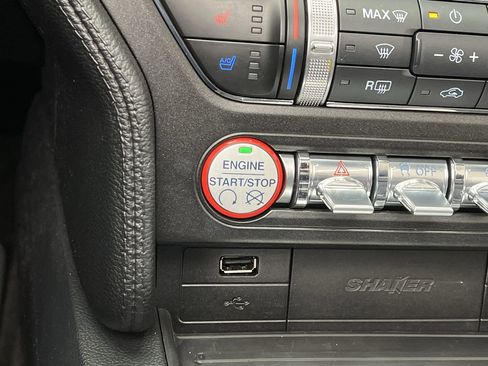 MAX
A/C
R
ENGINE
START/STOP
OFF
SHAKER